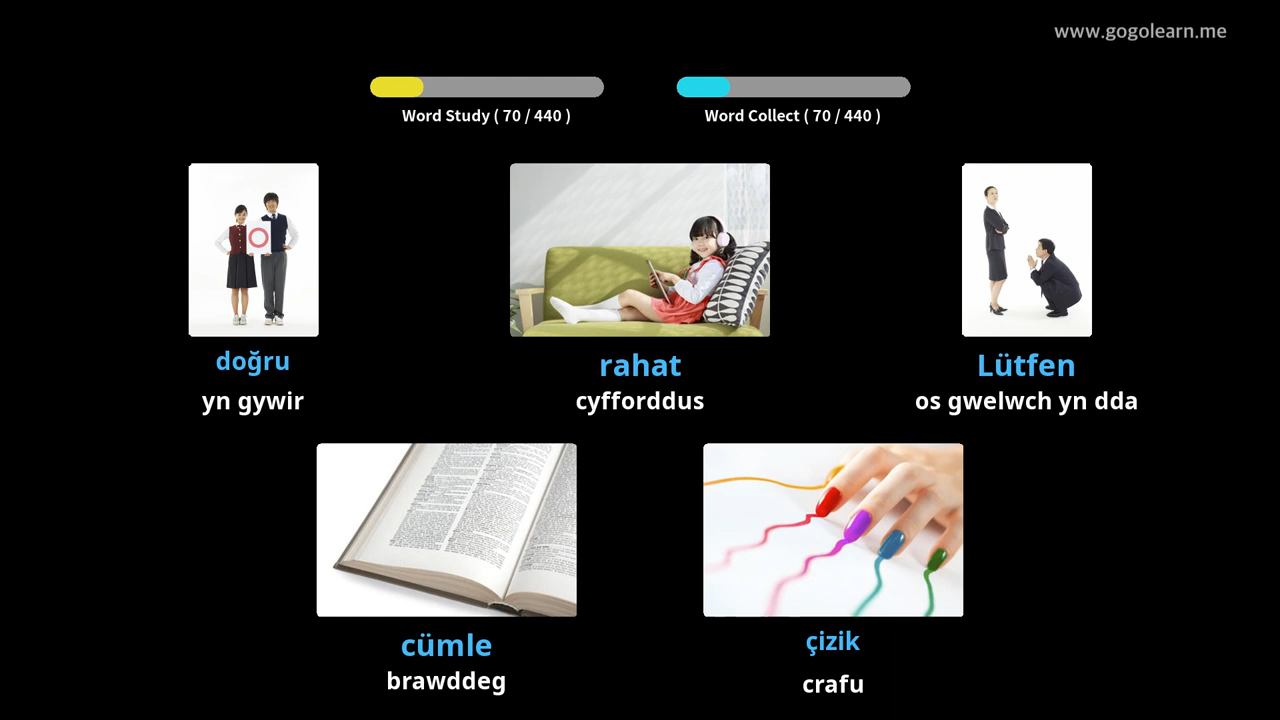 www.gogolearn.me
Word Study ( 70 / 440 )
Word Collect ( 70 / 440 )
doğru
yn gywir
rahat
cyfforddus
Lütfen
os gwelwch yn dda
cümle
brawddeg
çizik
crafu